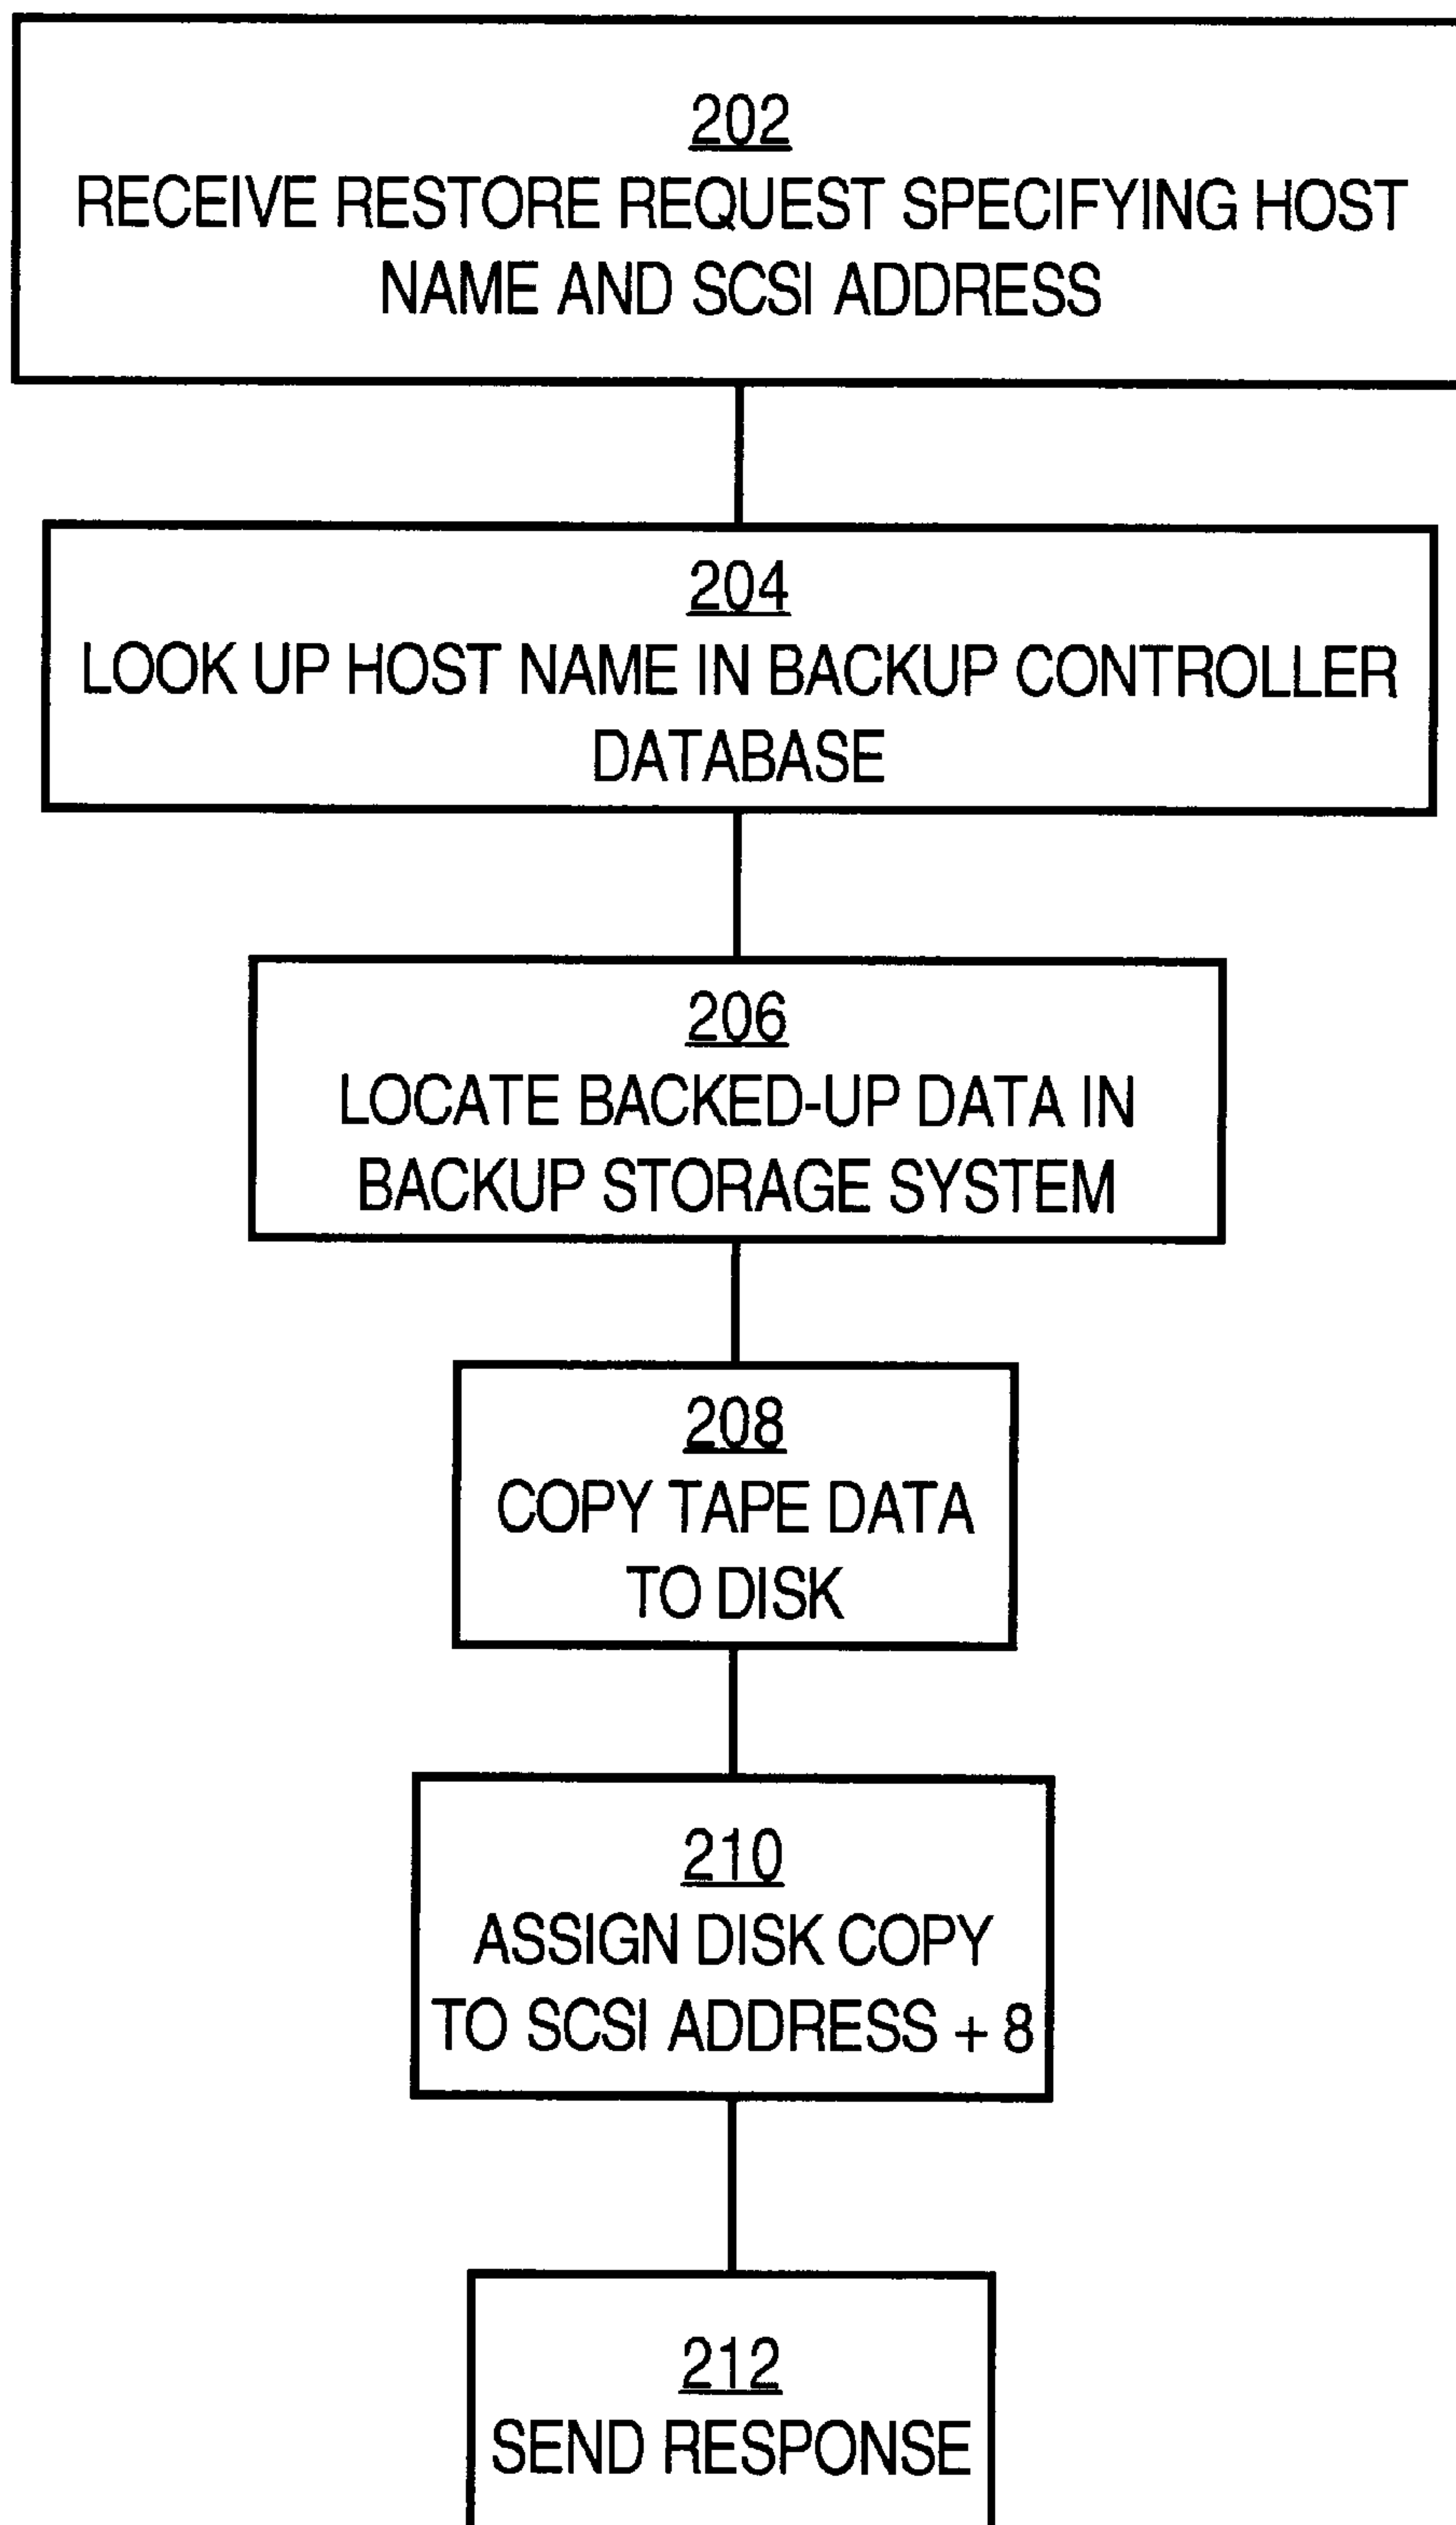 202
RECEIVE RESTORE REQUEST SPECIFYING HOST
NAME AND SCSI ADDRESS
204
LOOK UP HOST NAME IN BACKUP CONTROLLER
DATABASE
206
LOCATE BACKED-UP DATA IN
BACKUP STORAGE SYSTEM
208
COPY TAPE DATA
TO DISK
210
ASSIGN DISK COPY
TO SCSI ADDRESS + 8
212
SEND RESPONSE